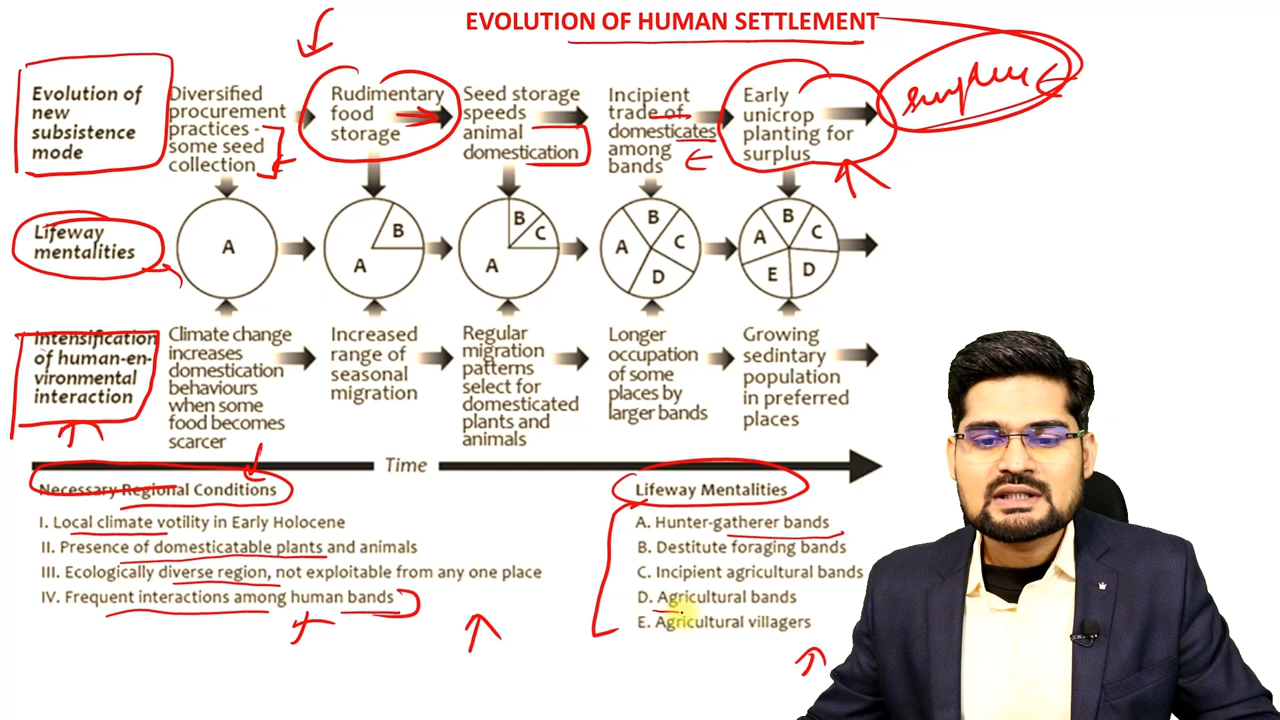 EVOLUTION OF HUMAN SETTLEMENT
surplus
Evolution of
new
subsistence
mode
Diversified
procurement
practices -
some seed
collection
Rudimentary
food
storage
Seed storage
speeds
animal
domestication
Incipient
trade of
domesticates
among
bands
Early
unicrop
planting for
surplus
Lifeway
mentalities
A
B
A
B
C
A
B
A
C
D
B
A
C
E
D
Intensification
of human-en-
vironmental
interaction
Climate change
increases
domestication
behaviours
when some
food becomes
scarcer
Increased
range of
seasonal
migration
Regular
migration
patterns
select for
domesticated
plants and
animals
Longer
occupation
of some
places by
larger bands
Growing
sedintary
population
in preferred
places
Time
Necessary Regional Conditions
I. Local climate votility in Early Holocene
II. Presence of domesticatable plants and animals
III. Ecologically diverse region, not exploitable from any one place
IV. Frequent interactions among human bands
Lifeway Mentalities
A. Hunter-gatherer bands
B. Destitute foraging bands
C. Incipient agricultural bands
D. Agricultural bands
E. Agricultural villagers